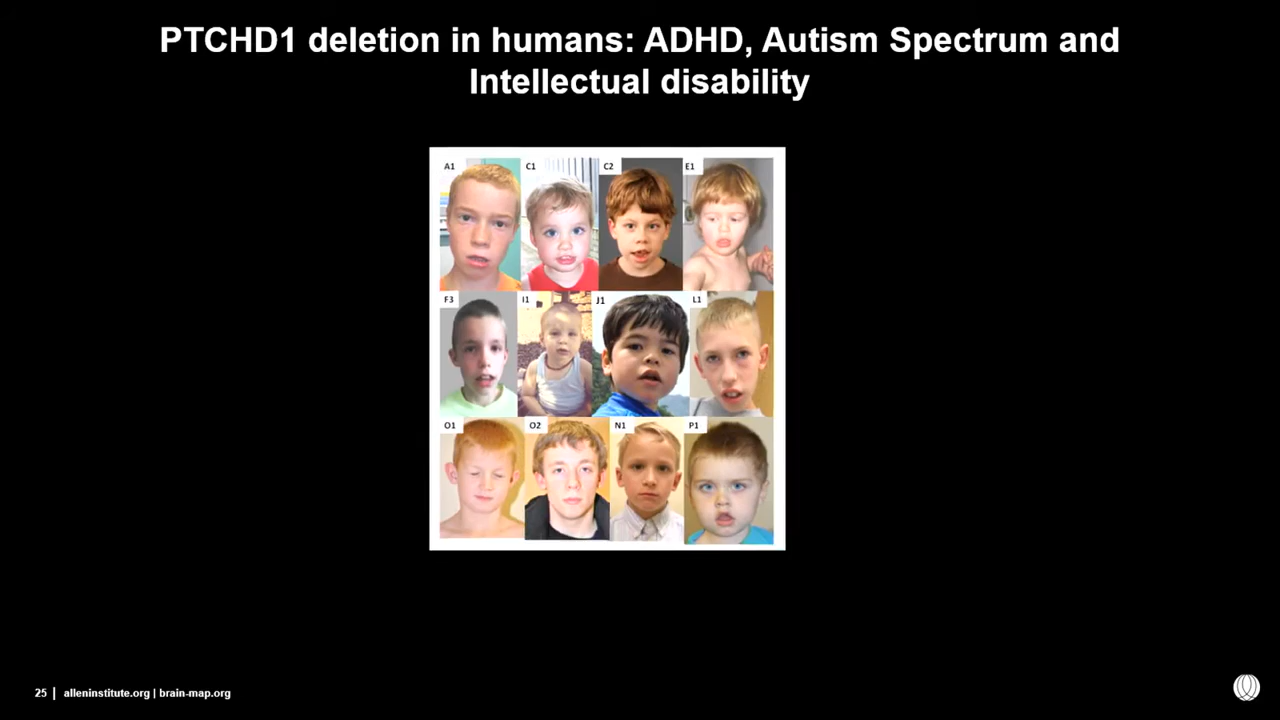 PTCHD1 deletion in humans: ADHD, Autism Spectrum and
Intellectual disability
A1 C1 C2 E1
F3 I1 J1 L1
O1 O2 N1 P1
25 | alleninstitute.org | brain-map.org